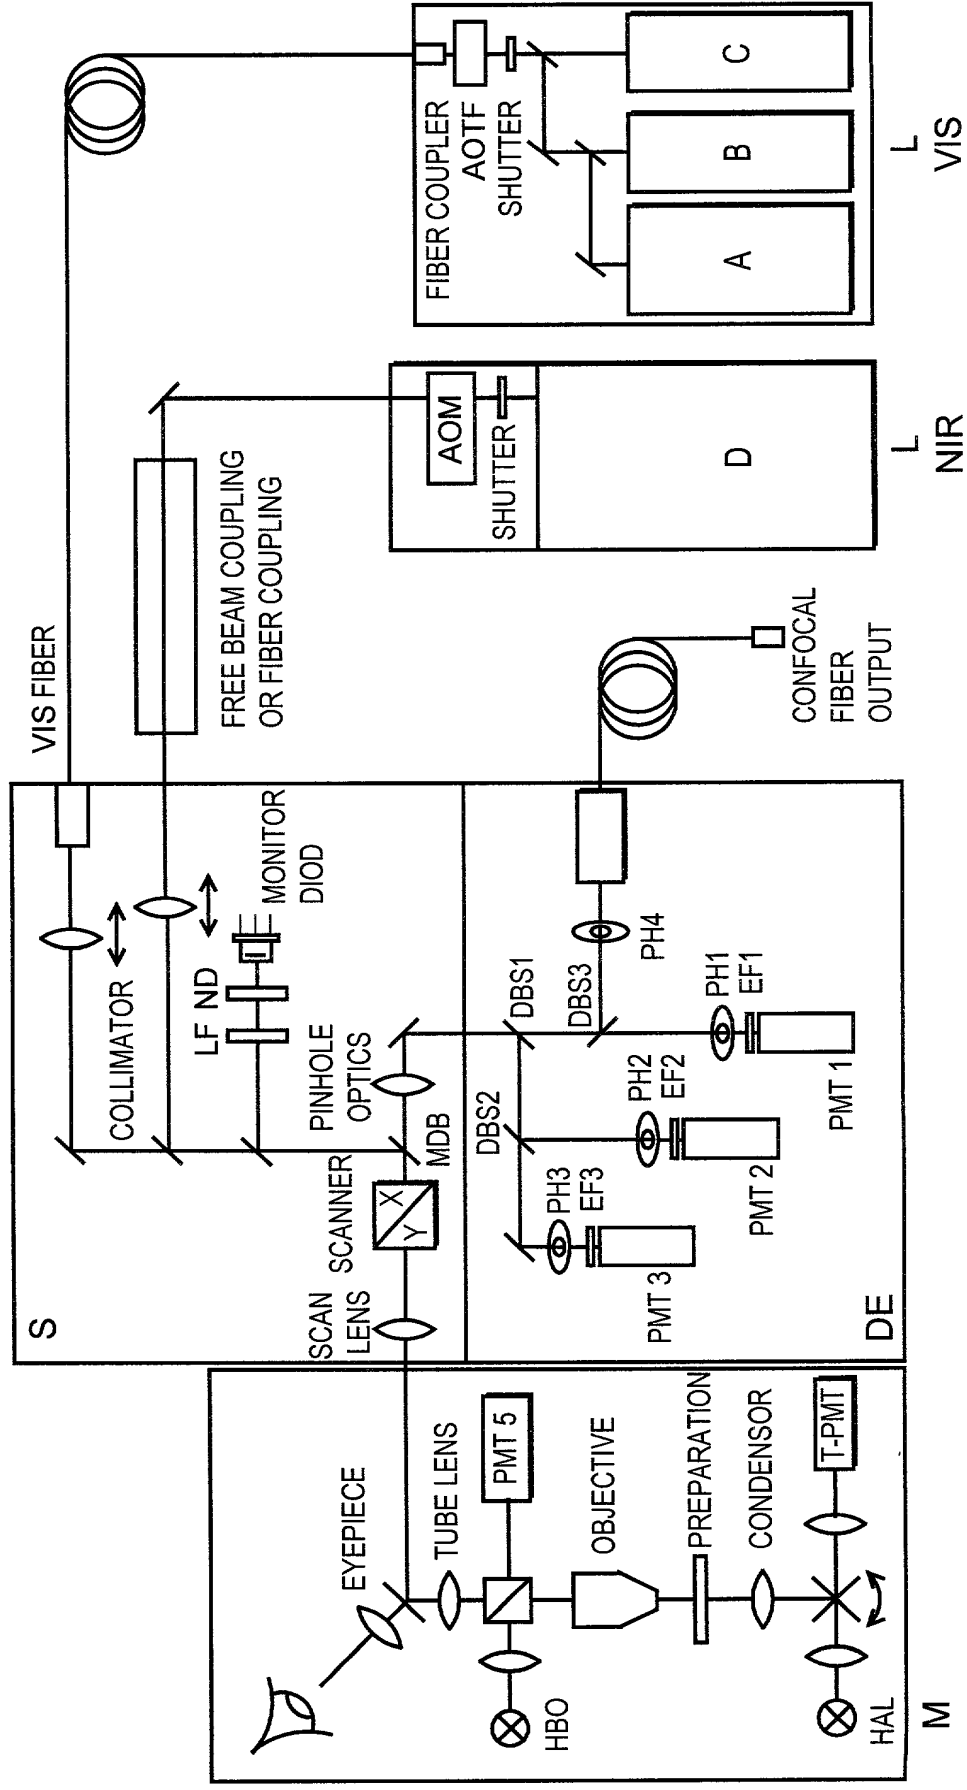 S
VIS FIBER
COLLIMATOR
FREE BEAM COUPLING
OR FIBER COUPLING
LF ND
MONITOR
DIOD
PINHOLE
OPTICS
MDB
SCANNER
X
Y
SCAN
LENS
EYEPIECE
TUBE LENS
PMT 5
HBO
OBJECTIVE
PREPARATION
CONDENSOR
T-PMT
HAL
M
DBS1
DBS2
DBS3
PH4
PH1
EF1
PMT 1
PH2
EF2
PMT 2
PH3
EF3
PMT 3
DE
CONFOCAL
FIBER
OUTPUT
AOM
SHUTTER
D
L
NIR
FIBER COUPLER
AOTF
SHUTTER
A
B
C
L
VIS